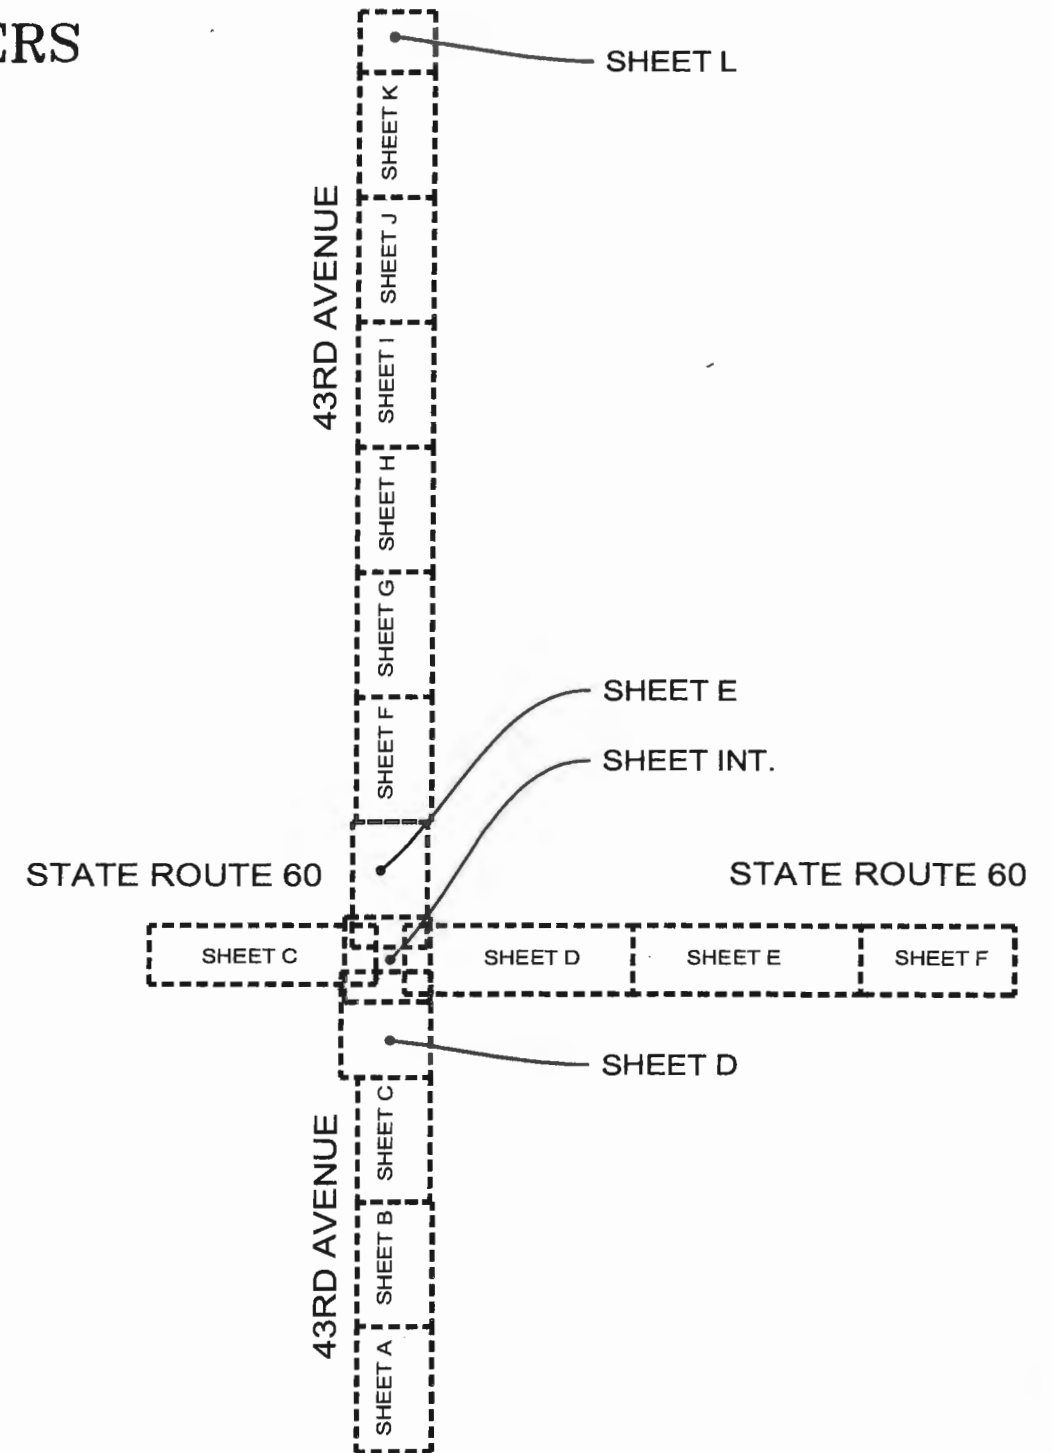 ERS
SHEET L
SHEET K
43RD AVENUE
SHEET J
SHEET I
SHEET H
SHEET G
SHEET F
SHEET E
SHEET INT.
STATE ROUTE 60
STATE ROUTE 60
SHEET C
SHEET D
SHEET E
SHEET F
SHEET D
SHEET C
43RD AVENUE
SHEET B
SHEET A